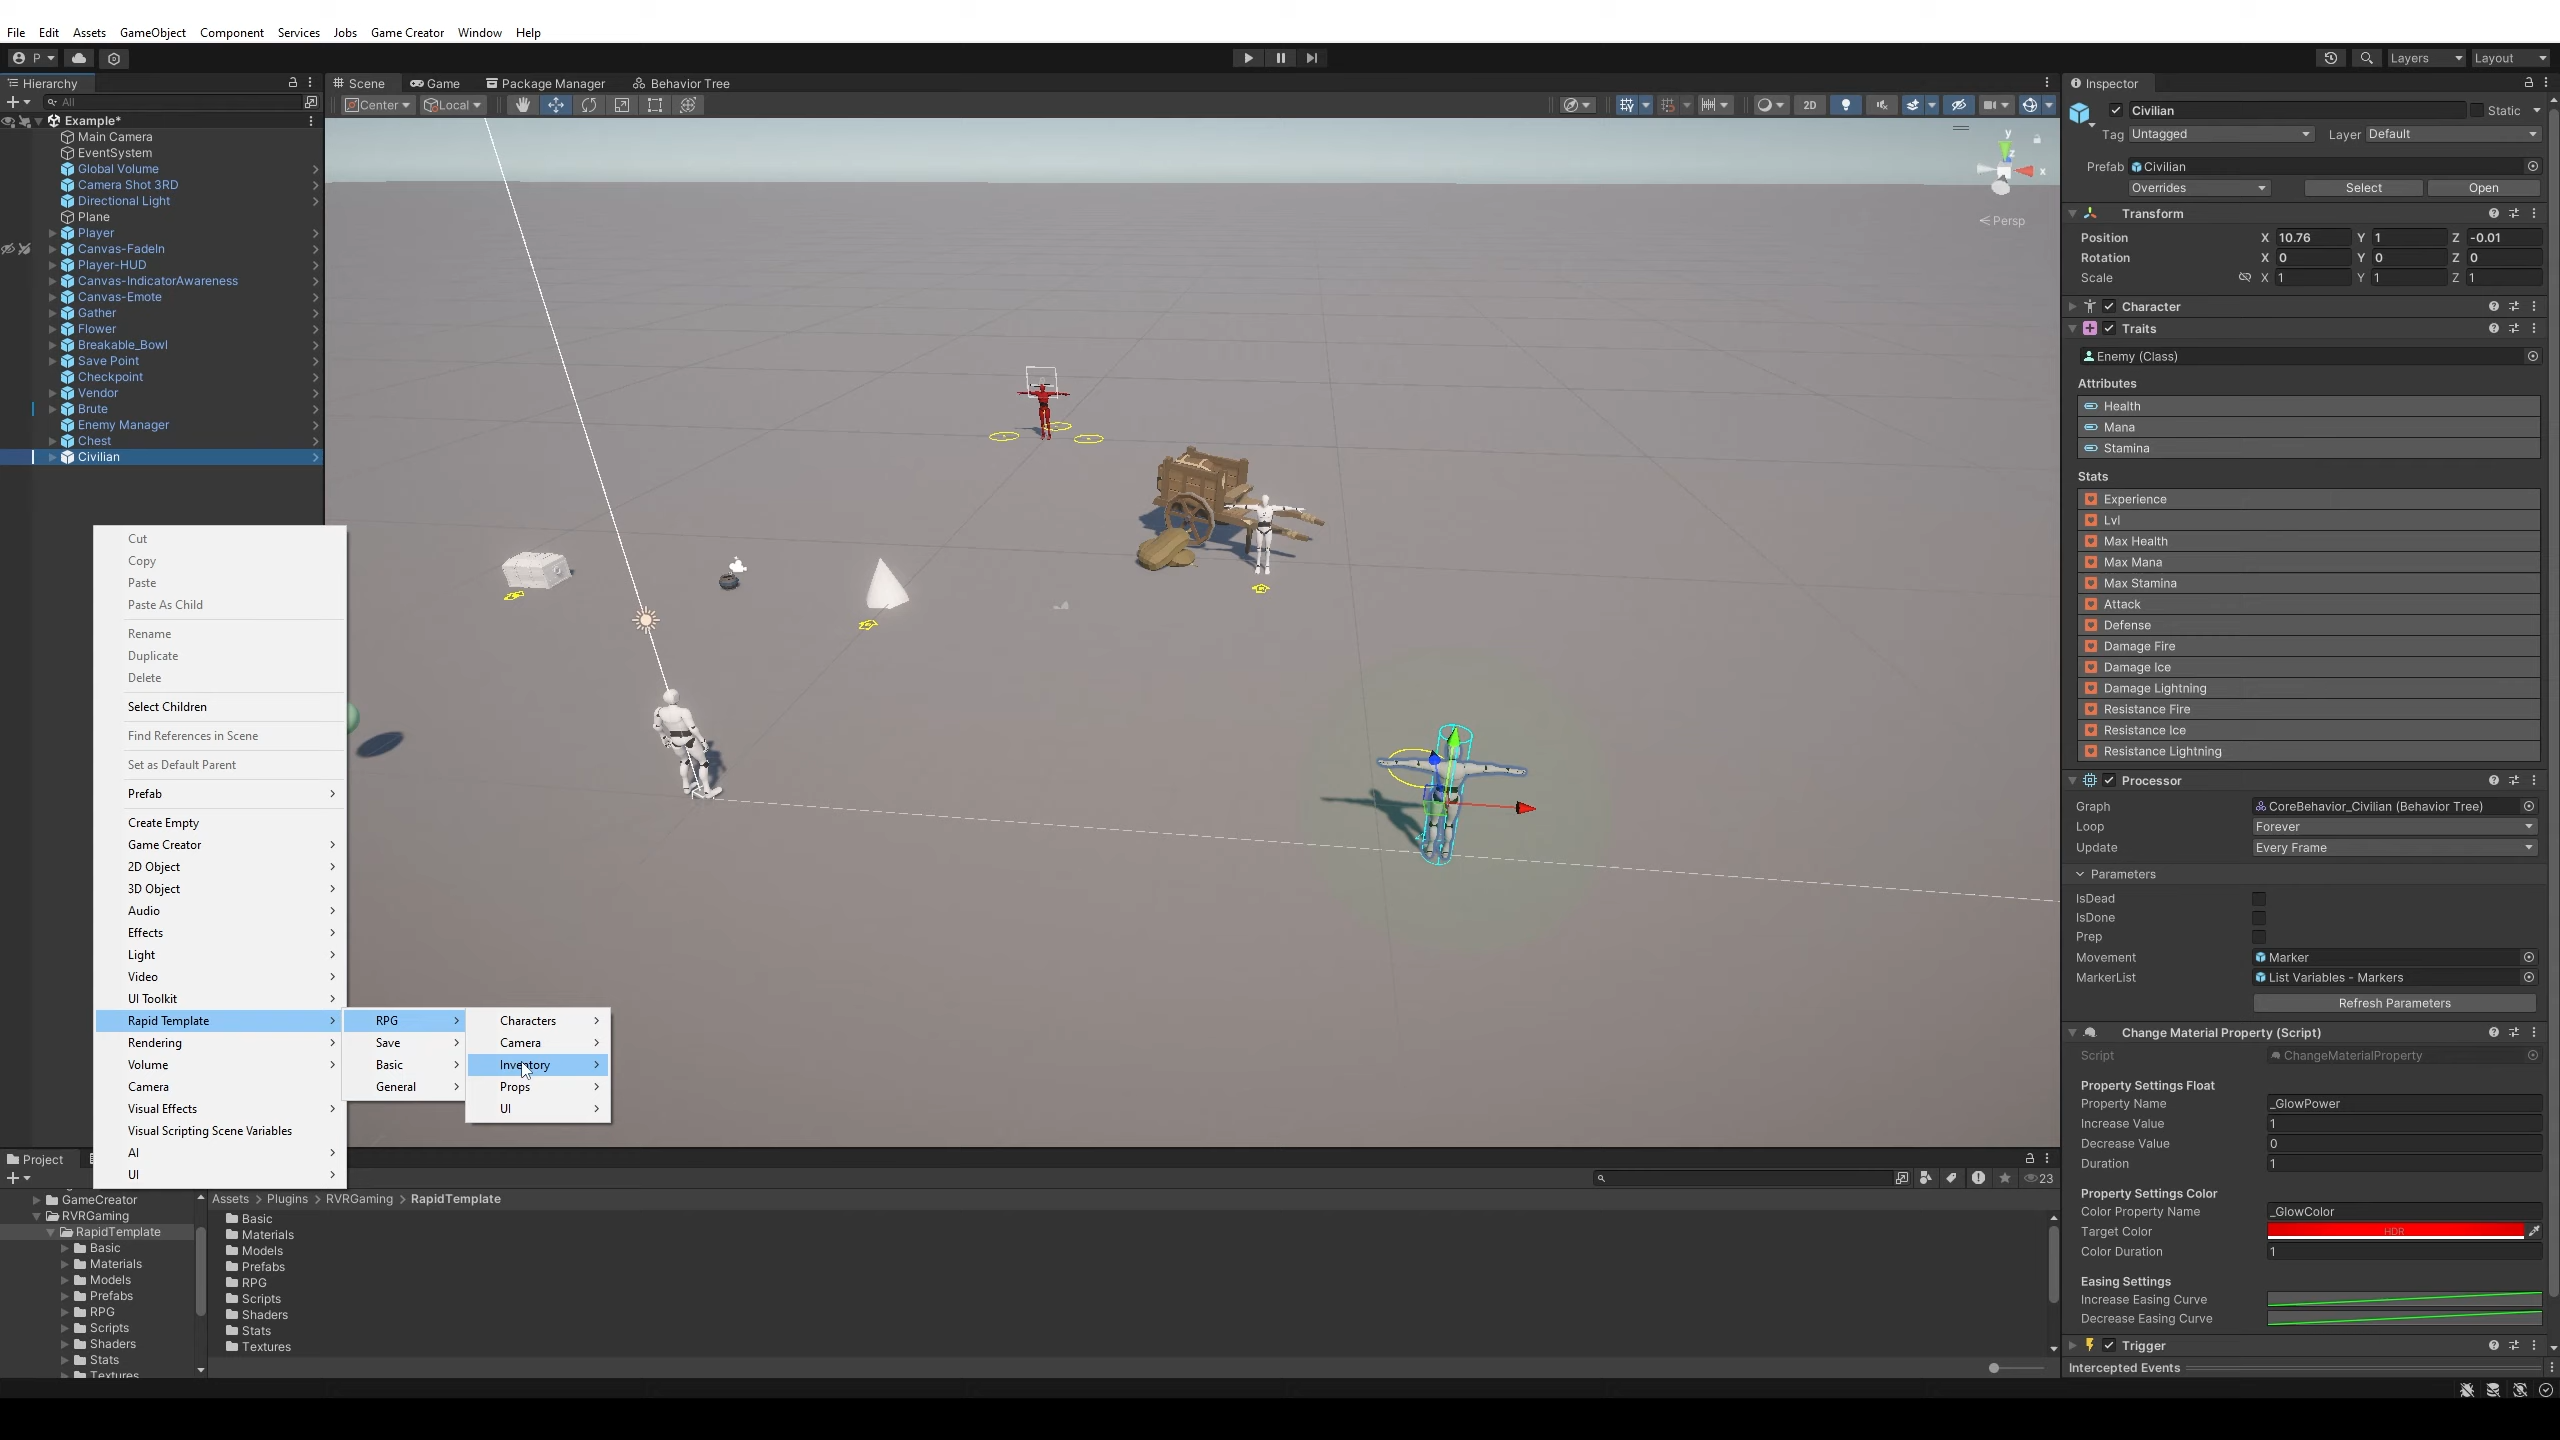 File Edit Assets GameObject Component Services Jobs Game Creator Window Help
P Layers Layout
Hierarchy
All
Example*
Main Camera
EventSystem
Global Volume
Camera Shot 3RD
Directional Light
Plane
Player
Canvas-FadeIn
Player-HUD
Canvas-IndicatorAwareness
Canvas-Emote
Gather
Flower
Breakable_Bowl
Save Point
Checkpoint
Vendor
Brute
Enemy Manager
Chest
Civilian
Cut
Copy
Paste
Paste As Child
Rename
Duplicate
Delete
Select Children
Find References in Scene
Set as Default Parent
Prefab
Create Empty
Game Creator
2D Object
3D Object
Audio
Effects
Light
Video
UI Toolkit
Rapid Template
Rendering
Volume
Camera
Visual Effects
Visual Scripting Scene Variables
AI
UI
RPG
Save
Basic
General
Characters
Camera
Inventory
Props
UI
Scene Game Package Manager Behavior Tree
Center Local 2D
y
z
x
Persp
Project
GameCreator
RVRGaming
RapidTemplate
Basic
Materials
Models
Prefabs
RPG
Scripts
Shaders
Stats
Textures
23
Assets > Plugins > RVRGaming > RapidTemplate
Basic
Materials
Models
Prefabs
RPG
Scripts
Shaders
Stats
Textures
Inspector
Civilian Static
Tag Untagged Layer Default
Prefab Civilian
Overrides Select Open
Transform
Position X 10.76 Y 1 Z -0.01
Rotation X 0 Y 0 Z 0
Scale X 1 Y 1 Z 1
Character
Traits
Enemy (Class)
Attributes
Health
Mana
Stamina
Stats
Experience
Lvl
Max Health
Max Mana
Max Stamina
Attack
Defense
Damage Fire
Damage Ice
Damage Lightning
Resistance Fire
Resistance Ice
Resistance Lightning
Processor
Graph CoreBehavior_Civilian (Behavior Tree)
Loop Forever
Update Every Frame
Parameters
IsDead
IsDone
Prep
Movement Marker
MarkerList List Variables - Markers
Refresh Parameters
Change Material Property (Script)
Script ChangeMaterialProperty
Property Settings Float
Property Name _GlowPower
Increase Value 1
Decrease Value 0
Duration 1
Property Settings Color
Color Property Name _GlowColor
Target Color HDR
Color Duration 1
Easing Settings
Increase Easing Curve
Decrease Easing Curve
Trigger
Intercepted Events